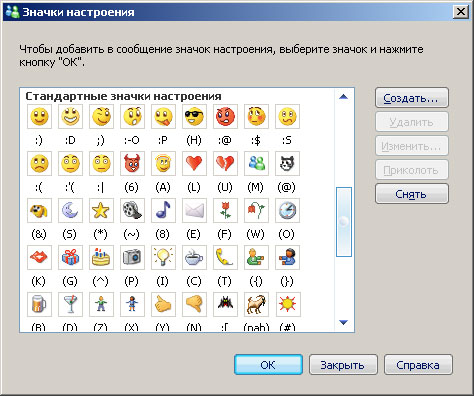 Значки настроения
Чтобы добавить в сообщение значок настроения, выберите значок и нажмите
кнопку "ОК".
Стандартные значки настроения
:) :D ;) :-O :P (H) :@ :$ :S
:( :'( :| (6) (A) (L) (U) (M) (@)
(&) (S) (*) (~) (8) (E) (F) (W) (O)
(K) (G) (^) (P) (I) (C) (T) ({) (})
(B) (D) (Z) (X) (Y) (N) :[ (nah) (#)
Создать...
Удалить
Изменить...
Приколоть
Снять
ОК Закрыть Справка